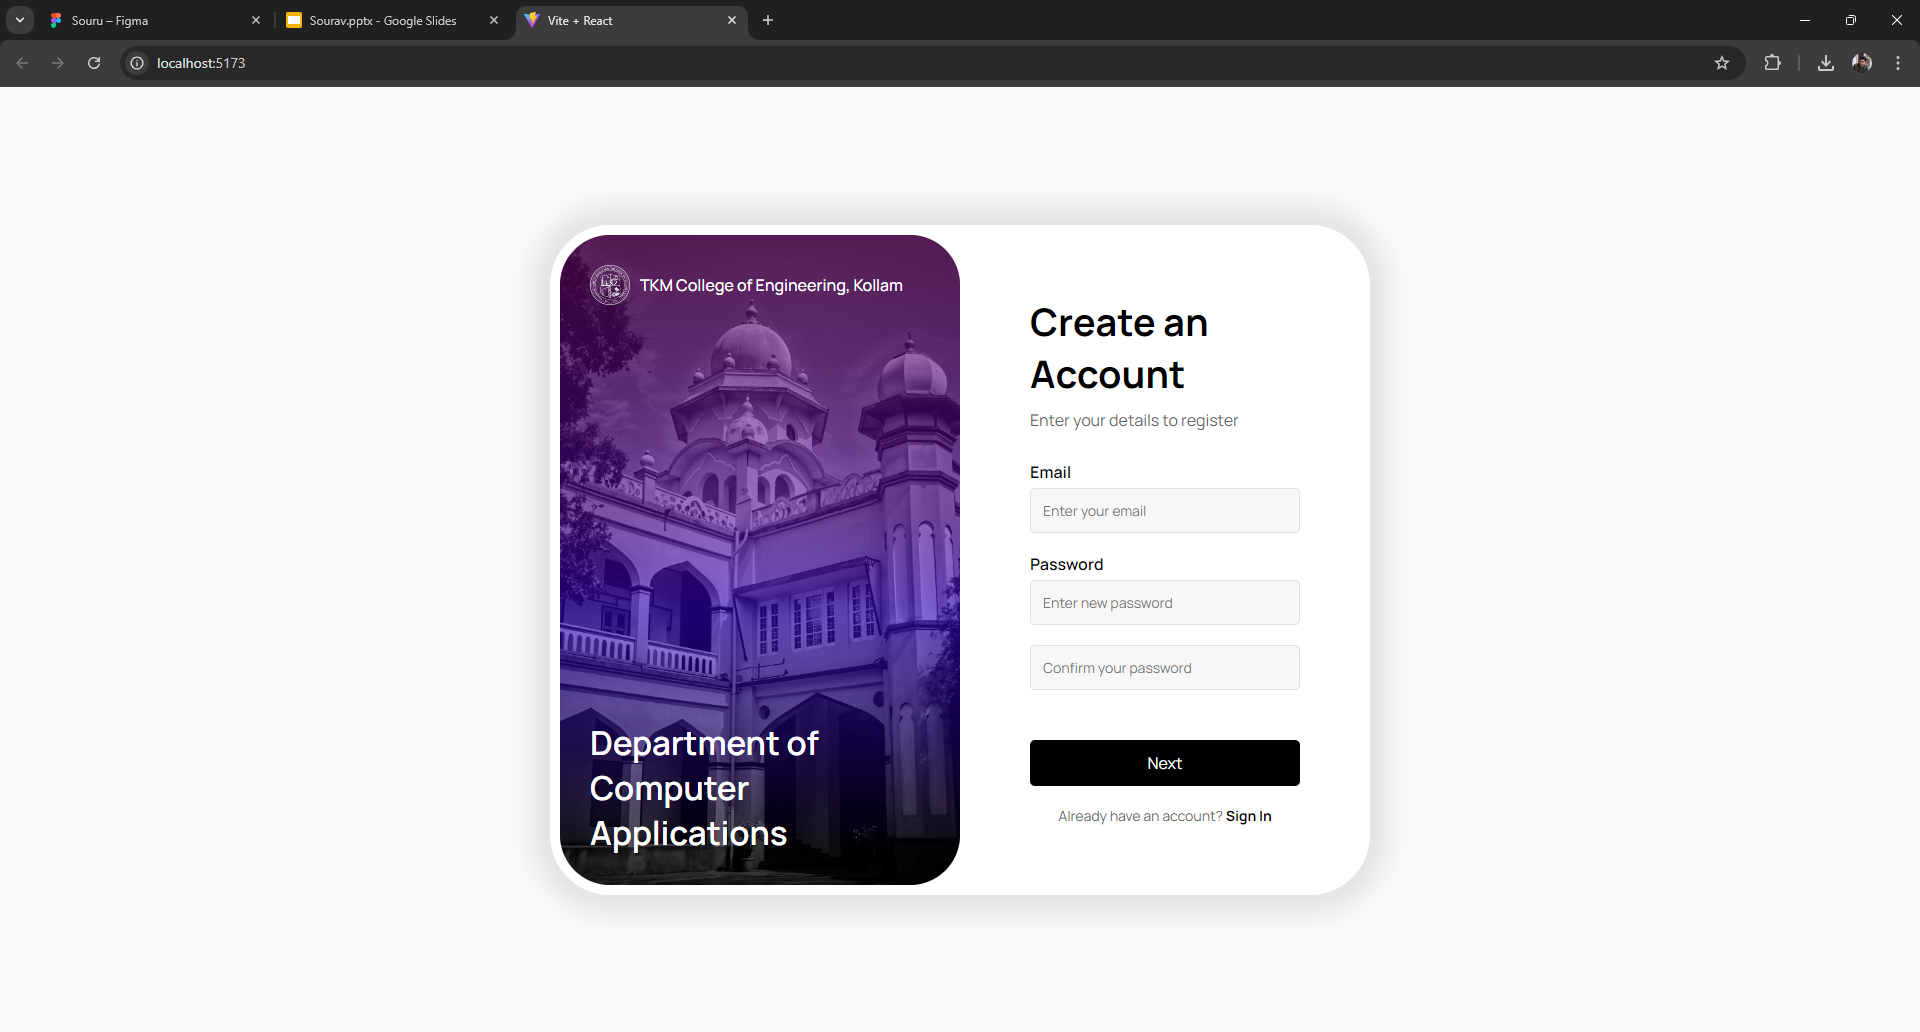 Souru – Figma
Sourav.pptx - Google Slides
Vite + React
localhost:5173
TKM College of Engineering, Kollam
Department of
Computer
Applications
Create an
Account
Enter your details to register
Email
Enter your email
Password
Enter new password
Confirm your password
Next
Already have an account? Sign In